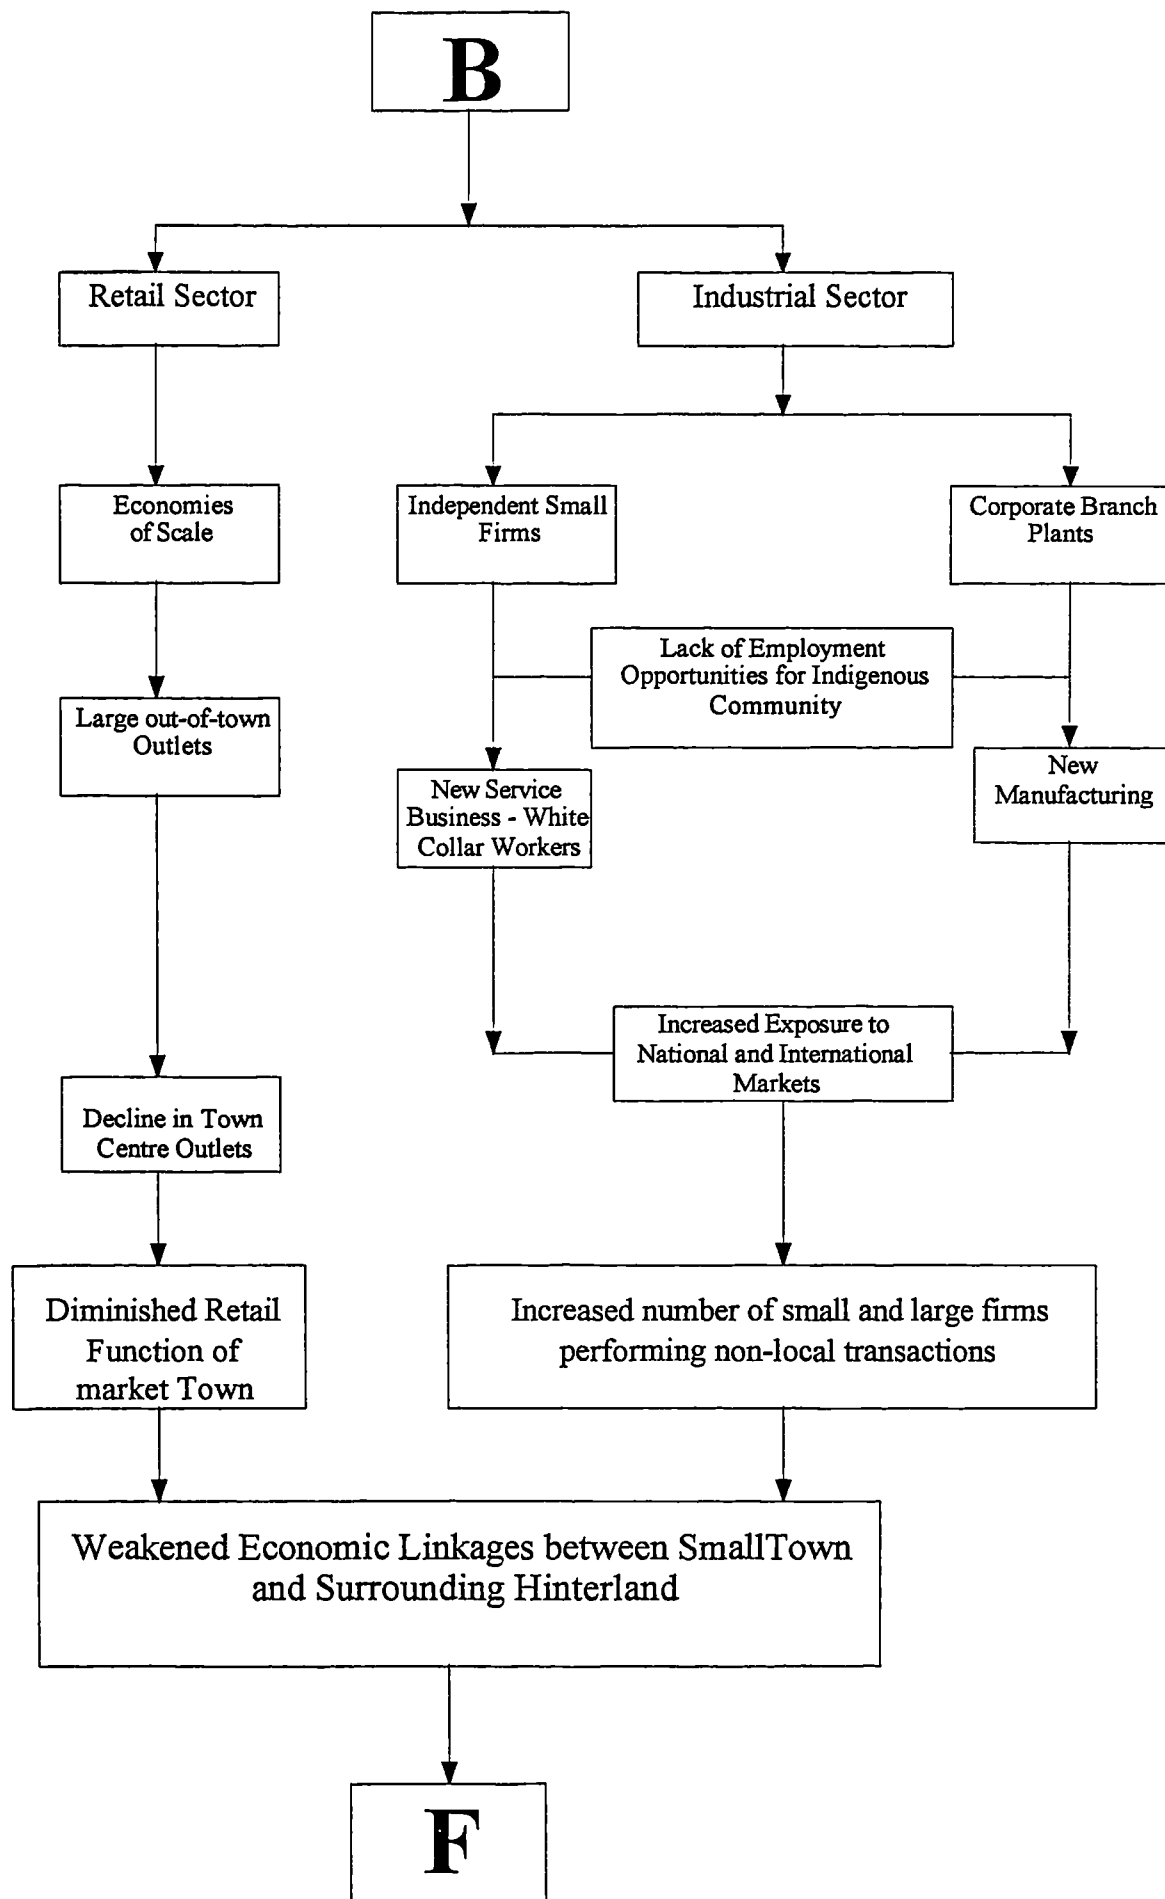 B
Retail Sector
Industrial Sector
Economies
of Scale
Independent Small
Firms
Corporate Branch
Plants
Lack of Employment
Opportunities for Indigenous
Community
Large out-of-town
Outlets
New Service
Business - White
Collar Workers
New
Manufacturing
Increased Exposure to
National and International
Markets
Decline in Town
Centre Outlets
Diminished Retail
Function of
market Town
Increased number of small and large firms
performing non-local transactions
Weakened Economic Linkages between SmallTown
and Surrounding Hinterland
F